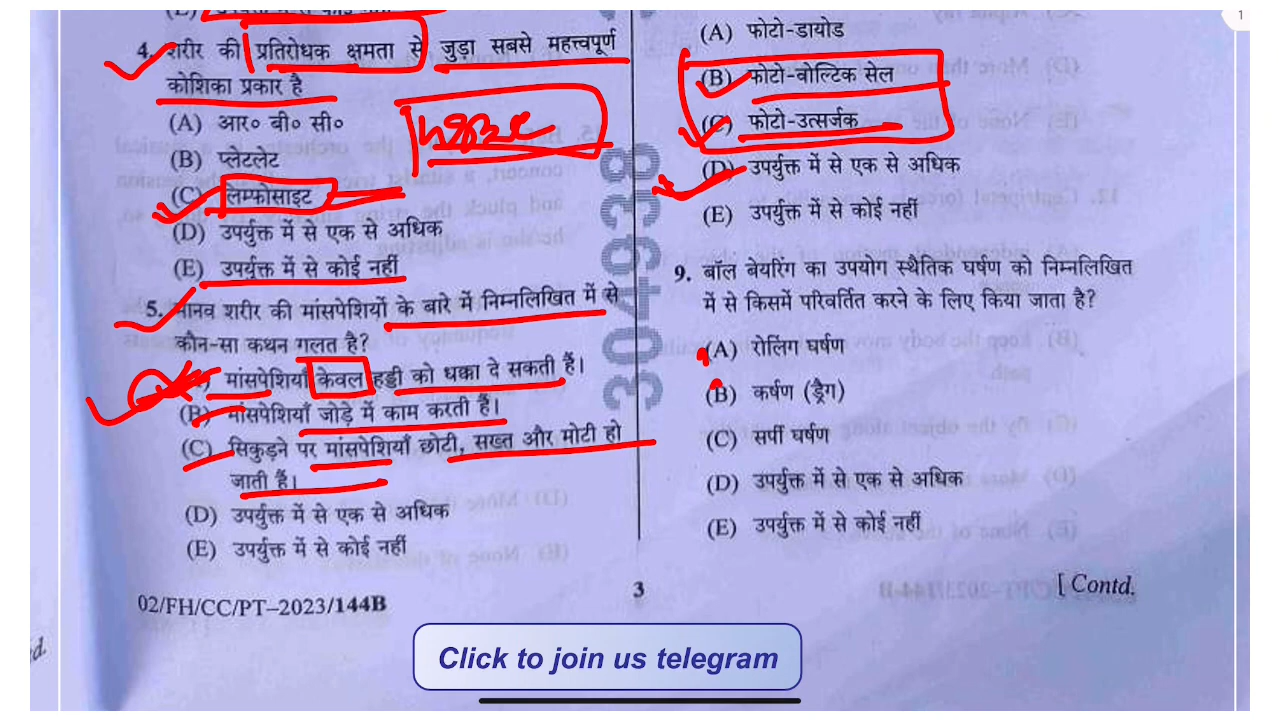 4. शरीर की प्रतिरोधक क्षमता से जुड़ा सबसे महत्त्वपूर्ण
कोशिका प्रकार है
(A) आर० बी० सी०
(B) प्लेटलेट
(C) लिम्फोसाइट
(D) उपर्युक्त में से एक से अधिक
(E) उपर्युक्त में से कोई नहीं
5. मानव शरीर की मांसपेशियों के बारे में निम्नलिखित में से
कौन-सा कथन गलत है?
मांसपेशियाँ केवल हड्डी को धक्का दे सकती हैं।
(B) मांसपेशियाँ जोड़े में काम करती हैं।
(C) सिकुड़ने पर मांसपेशियाँ छोटी, सख्त और मोटी हो
जाती हैं।
(D) उपर्युक्त में से एक से अधिक
(E) उपर्युक्त में से कोई नहीं
02/FH/CC/PT–2023/144B
304938
(A) फोटो-डायोड
(B) फोटो-वोल्टिक सेल
(C) फोटो-उत्सर्जक
(D) उपर्युक्त में से एक से अधिक
(E) उपर्युक्त में से कोई नहीं
9. बॉल बेयरिंग का उपयोग स्थैतिक घर्षण को निम्नलिखित
में से किसमें परिवर्तित करने के लिए किया जाता है?
(A) रोलिंग घर्षण
(B) कर्षण (ड्रैग)
(C) सर्पी घर्षण
(D) उपर्युक्त में से एक से अधिक
(E) उपर्युक्त में से कोई नहीं
3
[ Contd.
Click to join us telegram
1